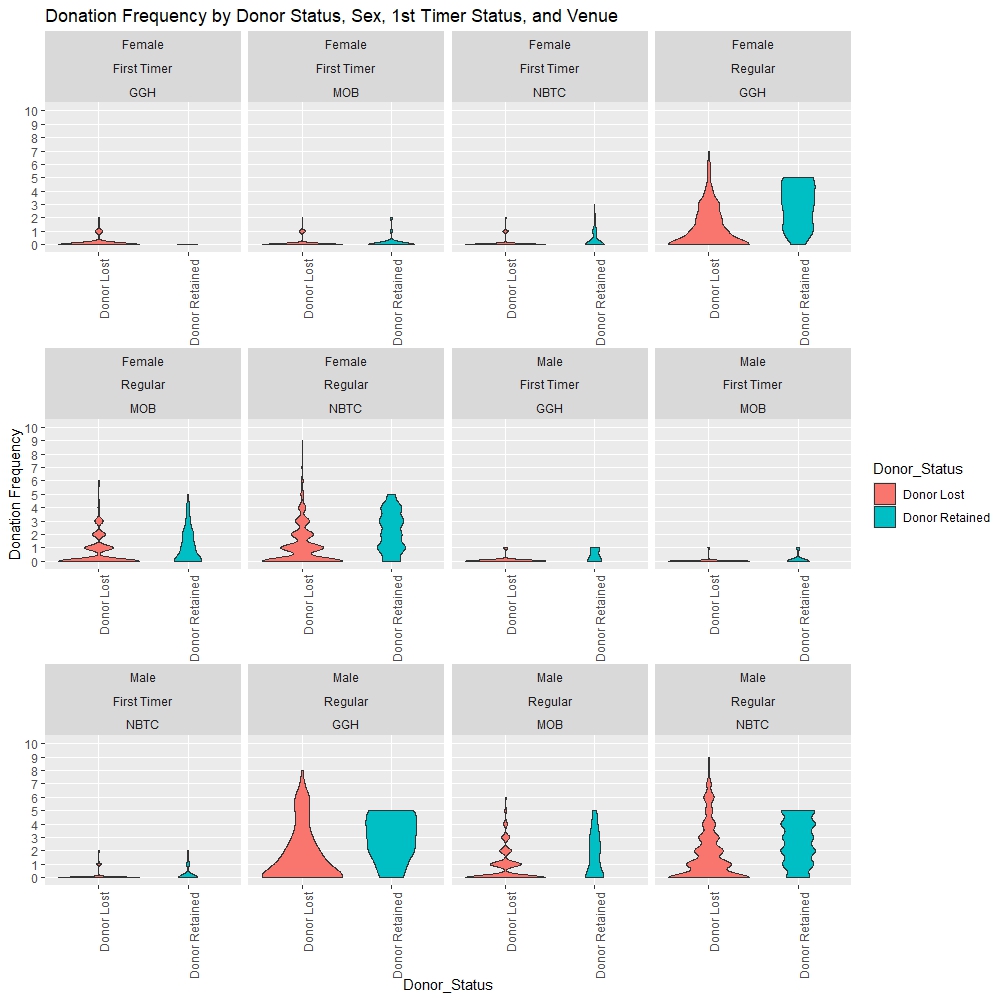 Donation Frequency by Donor Status, Sex, 1st Timer Status, and Venue
Female Female Female Female
First Timer First Timer First Timer Regular
GGH MOB NBTC GGH
10
9
8
7
6
5
4
3
2
1
0
Donor Lost Donor Retained Donor Lost Donor Retained Donor Lost Donor Retained Donor Lost Donor Retained
Female Female Male Male
Regular Regular First Timer First Timer
MOB NBTC GGH MOB
10
9
8
7
6
5
4
3
2
1
0
Donor Lost Donor Retained Donor Lost Donor Retained Donor Lost Donor Retained Donor Lost Donor Retained
Male Male Male Male
First Timer Regular Regular Regular
NBTC GGH MOB NBTC
10
9
8
7
6
5
4
3
2
1
0
Donor Lost Donor Retained Donor Lost Donor Retained Donor Lost Donor Retained Donor Lost Donor Retained
Donation Frequency
Donor_Status
Donor_Status
Donor Lost
Donor Retained